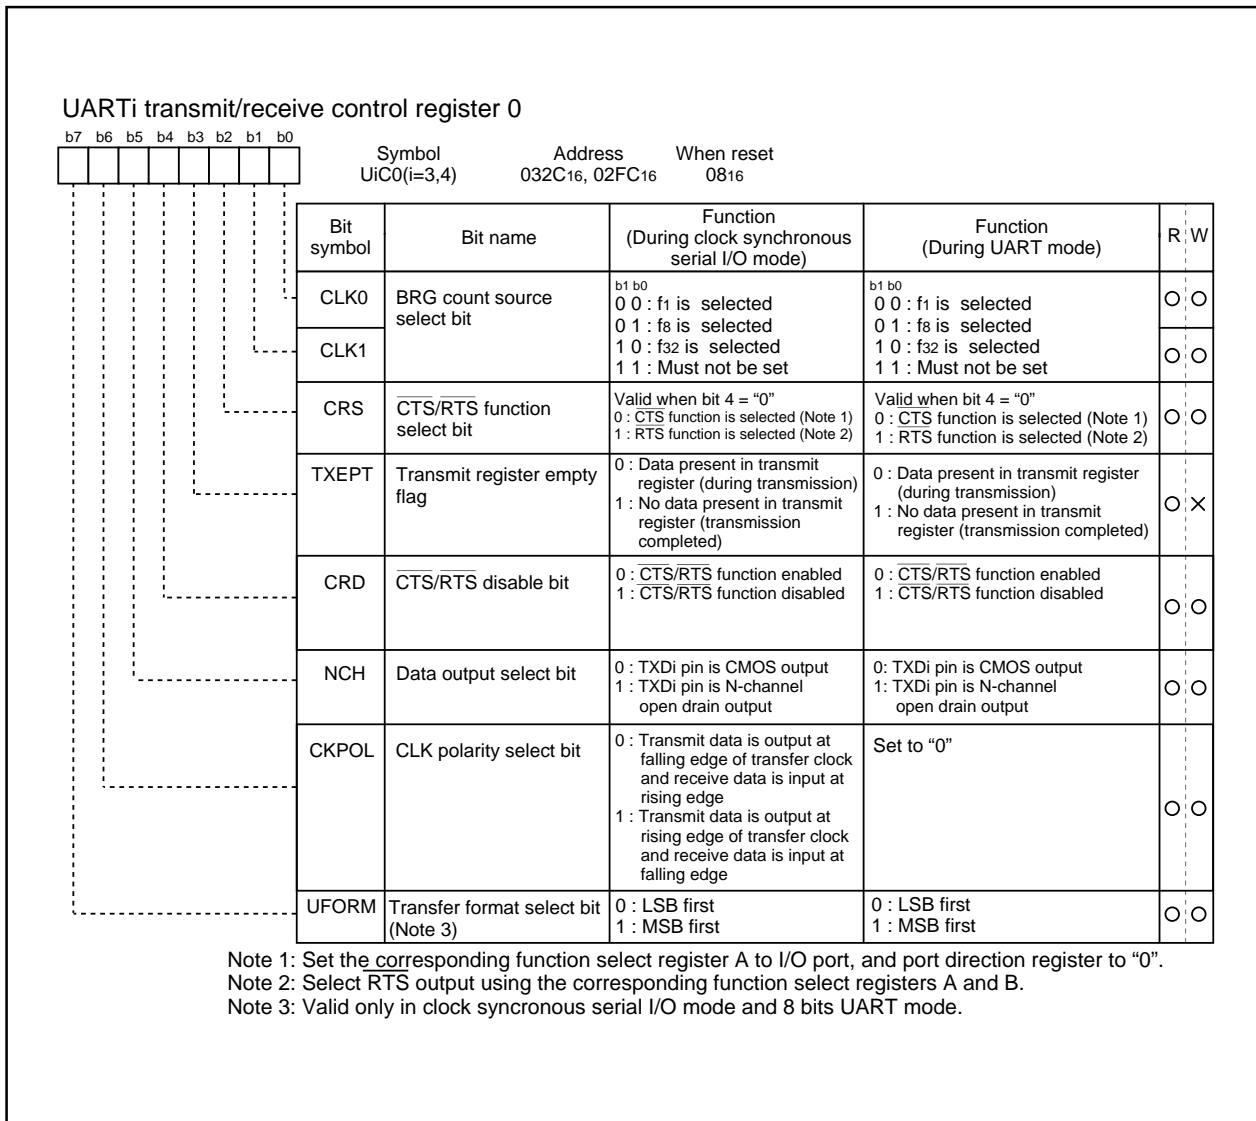 UARTi transmit/receive control register 0
b7 b6 b5 b4 b3 b2 b1 b0
Symbol Address When reset
UiC0(i=3,4) 032C16, 02FC16 0816
Bit symbol
Bit name
Function (During clock synchronous serial I/O mode)
Function (During UART mode)
R W
CLK0
CLK1
BRG count source select bit
b1 b0
0 0 : f1 is selected
0 1 : f8 is selected
1 0 : f32 is selected
1 1 : Must not be set
b1 b0
0 0 : f1 is selected
0 1 : f8 is selected
1 0 : f32 is selected
1 1 : Must not be set
CRS
CTS/RTS function select bit
Valid when bit 4 = “0”
0 : CTS function is selected (Note 1)
1 : RTS function is selected (Note 2)
Valid when bit 4 = “0”
0 : CTS function is selected (Note 1)
1 : RTS function is selected (Note 2)
TXEPT
Transmit register empty flag
0 : Data present in transmit
register (during transmission)
1 : No data present in transmit
register (transmission
completed)
0 : Data present in transmit register
(during transmission)
1 : No data present in transmit
register (transmission completed)
CRD
CTS/RTS disable bit
0 : CTS/RTS function enabled
1 : CTS/RTS function disabled
0 : CTS/RTS function enabled
1 : CTS/RTS function disabled
NCH
Data output select bit
0 : TXDi pin is CMOS output
1 : TXDi pin is N-channel
open drain output
0: TXDi pin is CMOS output
1: TXDi pin is N-channel
open drain output
CKPOL
CLK polarity select bit
0 : Transmit data is output at
falling edge of transfer clock
and receive data is input at
rising edge
1 : Transmit data is output at
rising edge of transfer clock
and receive data is input at
falling edge
Set to “0”
UFORM
Transfer format select bit
(Note 3)
0 : LSB first
1 : MSB first
0 : LSB first
1 : MSB first
Note 1: Set the corresponding function select register A to I/O port, and port direction register to “0”.
Note 2: Select RTS output using the corresponding function select registers A and B.
Note 3: Valid only in clock syncronous serial I/O mode and 8 bits UART mode.